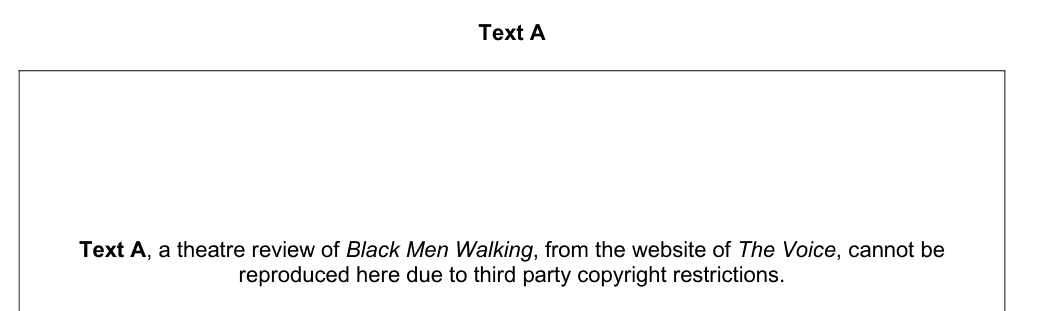 Text A
Text A, a theatre review of Black Men Walking, from the website of The Voice, cannot be
reproduced here due to third party copyright restrictions.